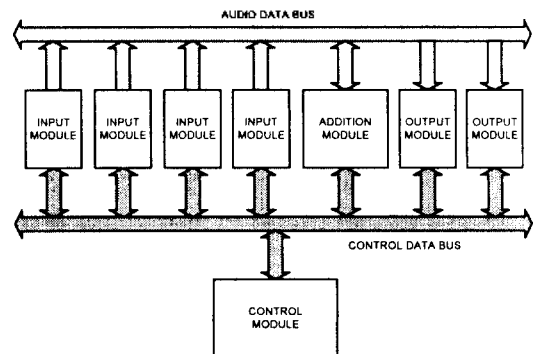 AUDIO DATA BUS
INPUT
MODULE
INPUT
MODULE
INPUT
MODULE
INPUT
MODULE
ADDITION
MODULE
OUTPUT
MODULE
OUTPUT
MODULE
CONTROL DATA BUS
CONTROL
MODULE